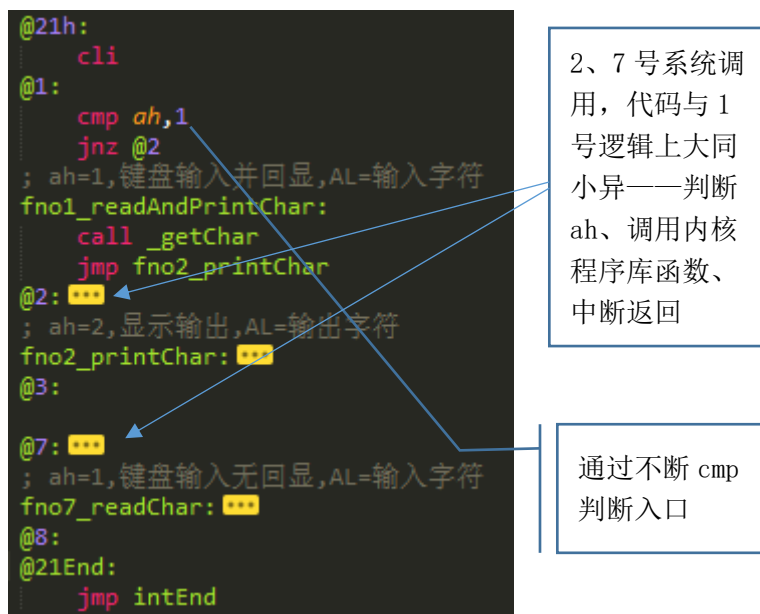 @21h:
cli
@1:
cmp ah,1
jnz @2
; ah=1,键盘输入并回显,AL=输入字符
fno1_readAndPrintChar:
call _getChar
jmp fno2_printChar
@2:
; ah=2,显示输出,AL=输出字符
fno2_printChar:
@3:
@7:
; ah=1,键盘输入无回显,AL=输入字符
fno7_readChar:
@8:
@21End:
jmp intEnd
2、7 号系统调
用，代码与 1
号逻辑上大同
小异——判断
ah、调用内核
程序库函数、
中断返回
通过不断 cmp
判断入口